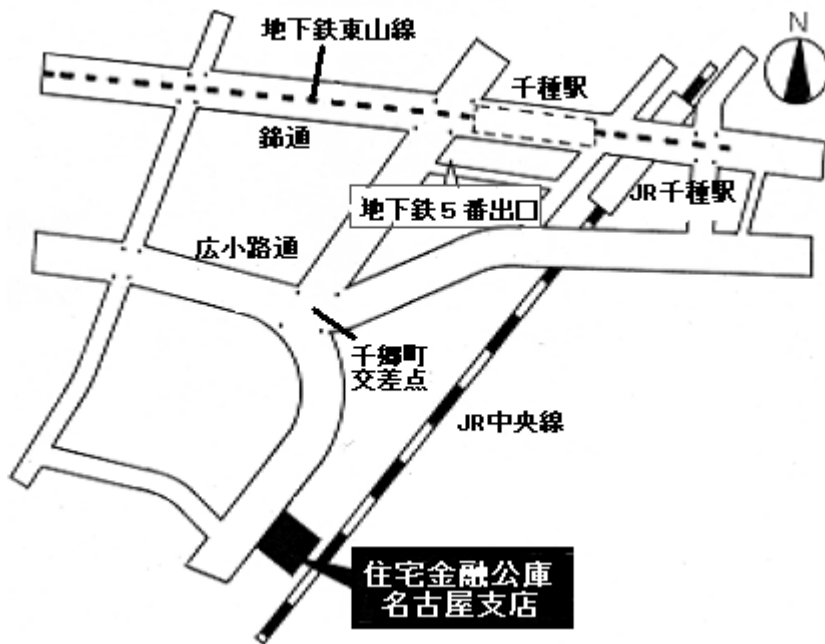 地下鉄東山線
千種駅
N
錦通
地下鉄5番出口
JR千種駅
広小路通
千郷町
交差点
JR中央線
住宅金融公庫
名古屋支店